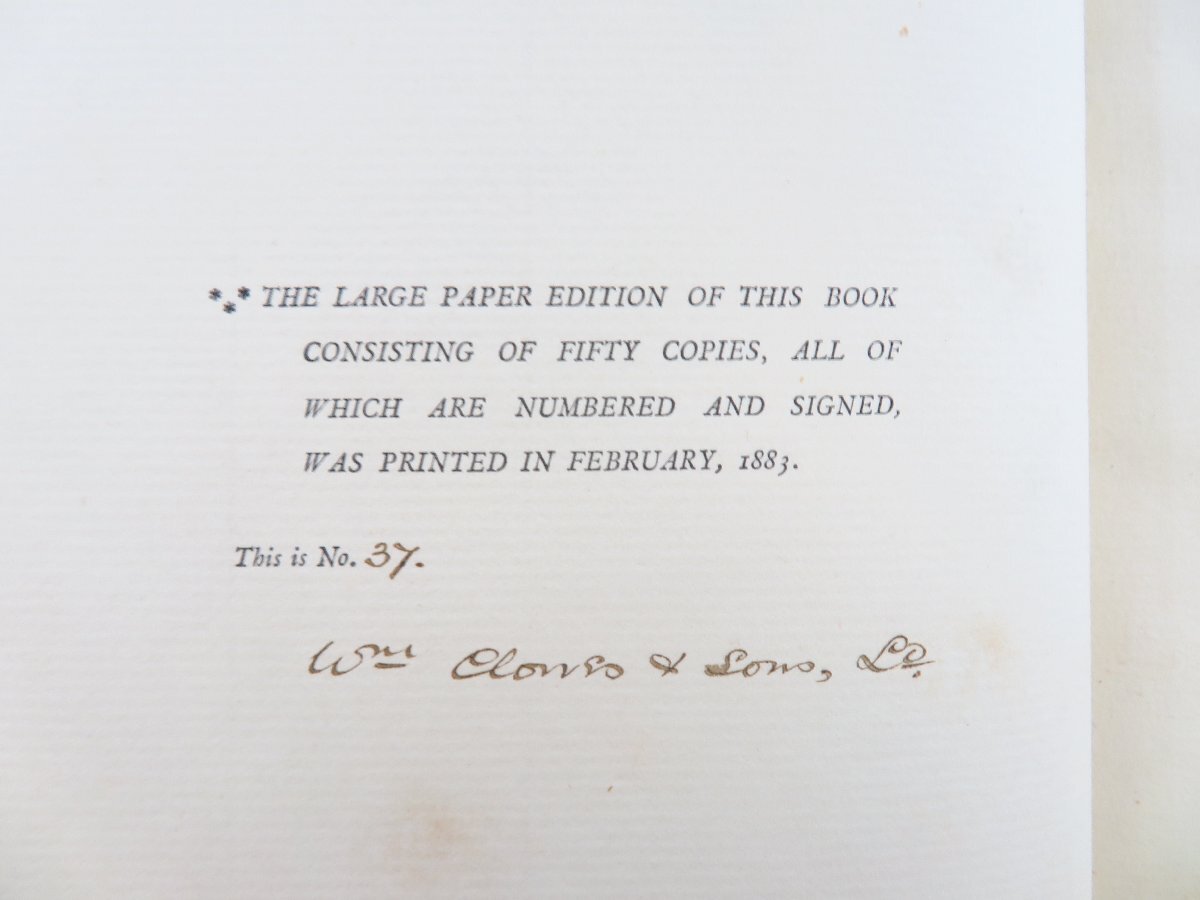 ⁂ THE LARGE PAPER EDITION OF THIS BOOK
CONSISTING OF FIFTY COPIES, ALL OF
WHICH ARE NUMBERED AND SIGNED,
WAS PRINTED IN FEBRUARY, 1883.
This is No. 37.
Wm Clowes & Sons, Ld.